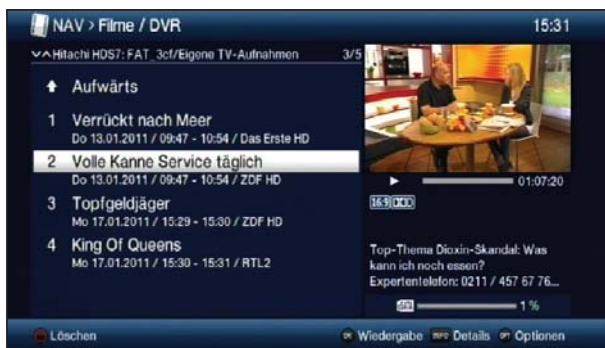 NAV > Filme / DVR
15:31
Hitachi HDS7: FAT_3cf/Eigene TV-Aufnahmen 3/5
Aufwärts
1 Verrückt nach Meer
Do 13.01.2011 / 09:47 - 10:54 / Das Erste HD
2 Volle Kanne Service täglich
Do 13.01.2011 / 09:47 - 10:54 / ZDF HD
3 Topfgeldjäger
Mo 17.01.2011 / 15:29 - 15:30 / ZDF HD
4 King Of Queens
Mo 17.01.2011 / 15:30 - 15:31 / RTL2
01:07:20
16:9
Top-Thema Dioxin-Skandal: Was
kann ich noch essen?
Expertentelefon: 0211 / 457 67 76...
1 %
Löschen
OK Wiedergabe INFO Details OPT Optionen